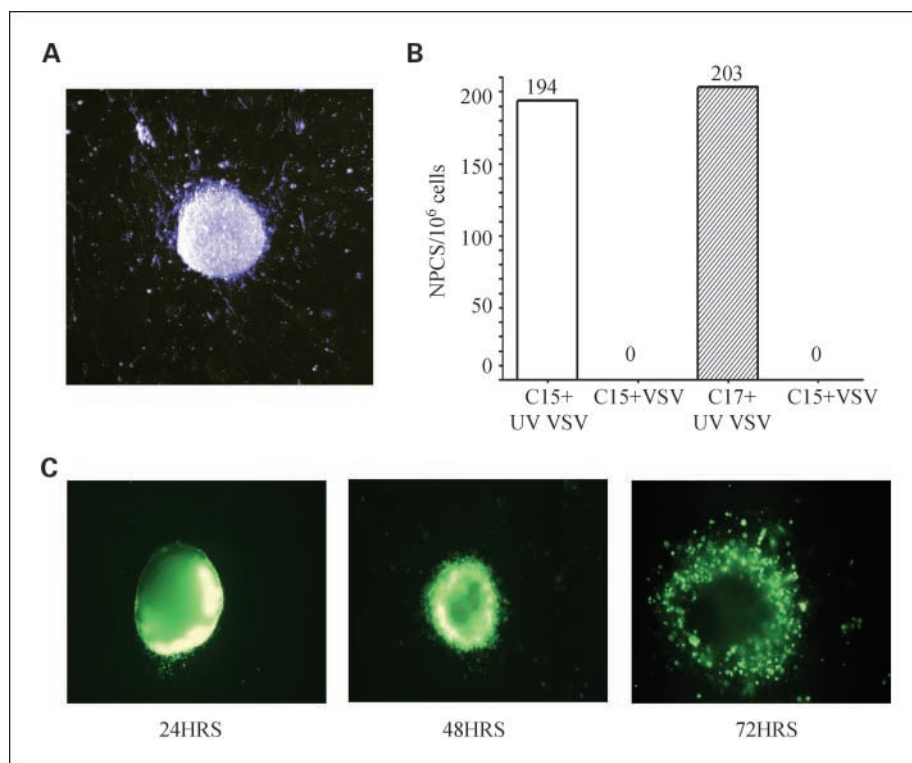 A
B
NPCS/10⁶ cells
200
150
100
50
0
194
0
203
0
C15+
UV VSV
C15+VSV
C17+
UV VSV
C15+VSV
C
24HRS
48HRS
72HRS